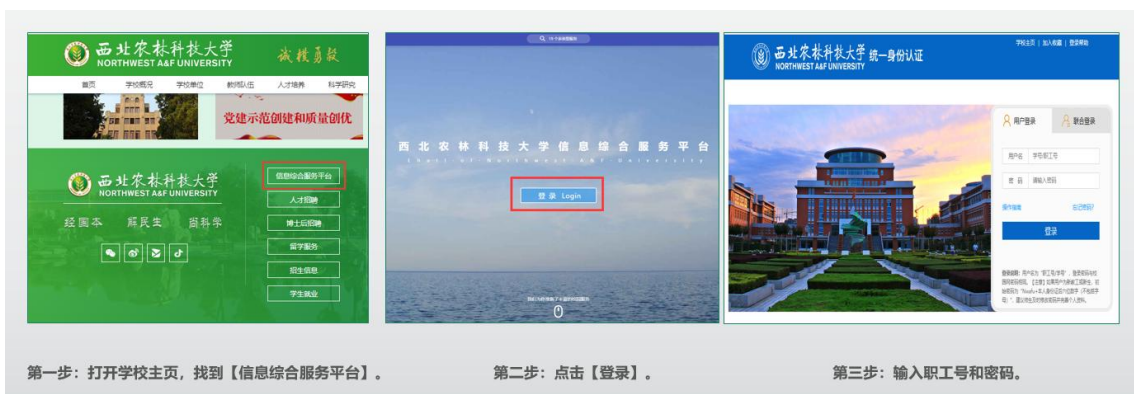 西北农林科技大学
NORTHWEST A&F UNIVERSITY
诚朴勇毅
首页 学校概况 学校单位 教师队伍 人才培养 科学研究
党建示范创建和质量创优
西北农林科技大学
NORTHWEST A&F UNIVERSITY
经国本 解民生 尚科学
信息综合服务平台
人才招聘
博士后招聘
留学服务
招生信息
学生就业
西北农林科技大学信息综合服务平台
登录 Login
西北农林科技大学 统一身份认证
NORTHWEST A&F UNIVERSITY
学校主页 | 加入收藏 | 登录帮助
用户登录 联合登录
用户名 学号/职工号
密 码 请输入密码
操作指南 忘记密码?
登录
第一步：打开学校主页，找到【信息综合服务平台】。
第二步：点击【登录】。
第三步：输入职工号和密码。